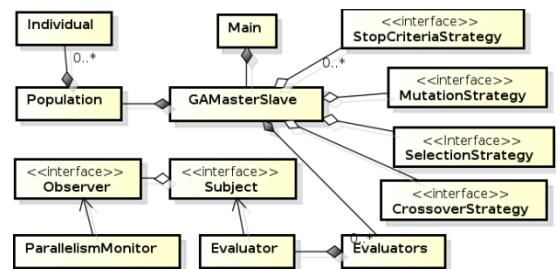 Individual
Main
<<interface>>
StopCriteriaStrategy
0..*
0..*
<<interface>>
MutationStrategy
Population
GAMasterSlave
<<Interface>>
SelectionStrategy
<<interface>>
Observer
<<interface>>
Subject
<<interface>>
CrossoverStrategy
0..*
ParallelismMonitor
Evaluator
Evaluators